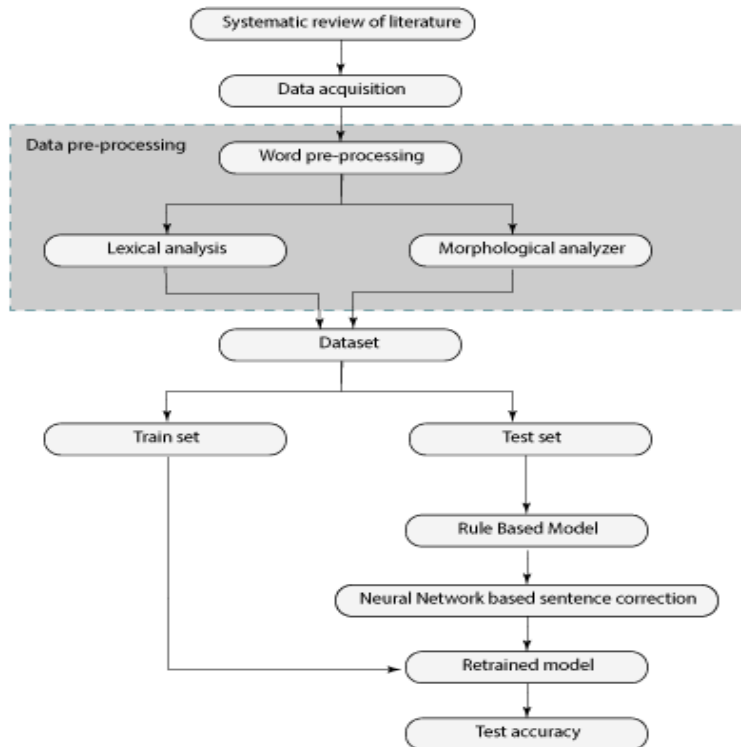 Systematic review of literature
Data acquisition
Data pre-processing
Word pre-processing
Lexical analysis
Morphological analyzer
Dataset
Train set
Test set
Rule Based Model
Neural Network based sentence correction
Retrained model
Test accuracy